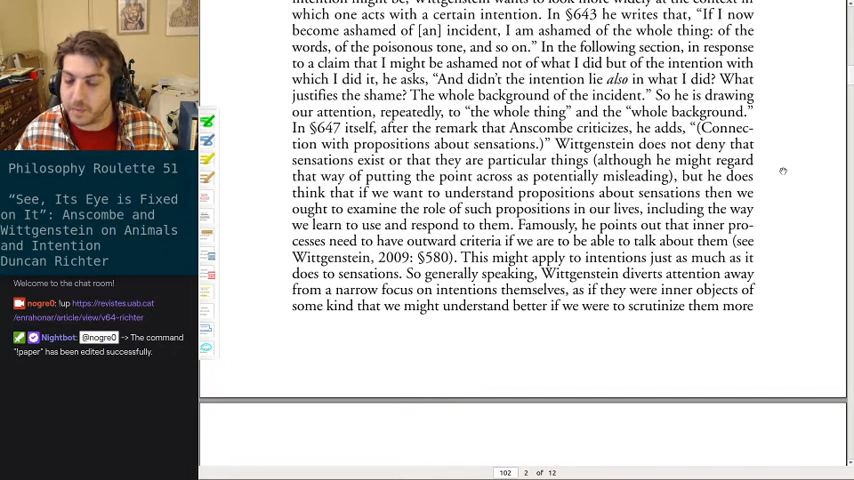 Philosophy Roulette 51
“See, Its Eye is Fixed
on It”: Anscombe and
Wittgenstein on Animals
and Intention
Duncan Richter
Welcome to the chat room!
nogre0: !up https://revistes.uab.cat
/enrahonar/article/view/v64-richter
Nightbot: @nogre0 -> The command
"!paper" has been edited successfully.
which one acts with a certain intention. In §643 he writes that, “If I now
become ashamed of [an] incident, I am ashamed of the whole thing: of the
words, of the poisonous tone, and so on.” In the following section, in response
to a claim that I might be ashamed not of what I did but of the intention with
which I did it, he asks, “And didn’t the intention lie also in what I did? What
justifies the shame? The whole background of the incident.” So he is drawing
our attention, repeatedly, to “the whole thing” and the “whole background.”
In §647 itself, after the remark that Anscombe criticizes, he adds, “(Connec-
tion with propositions about sensations.)” Wittgenstein does not deny that
sensations exist or that they are particular things (although he might regard
that way of putting the point across as potentially misleading), but he does
think that if we want to understand propositions about sensations then we
ought to examine the role of such propositions in our lives, including the way
we learn to use and respond to them. Famously, he points out that inner pro-
cesses need to have outward criteria if we are to be able to talk about them (see
Wittgenstein, 2009: §580). This might apply to intentions just as much as it
does to sensations. So generally speaking, Wittgenstein diverts attention away
from a narrow focus on intentions themselves, as if they were inner objects of
some kind that we might understand better if we were to scrutinize them more
102 2 of 12